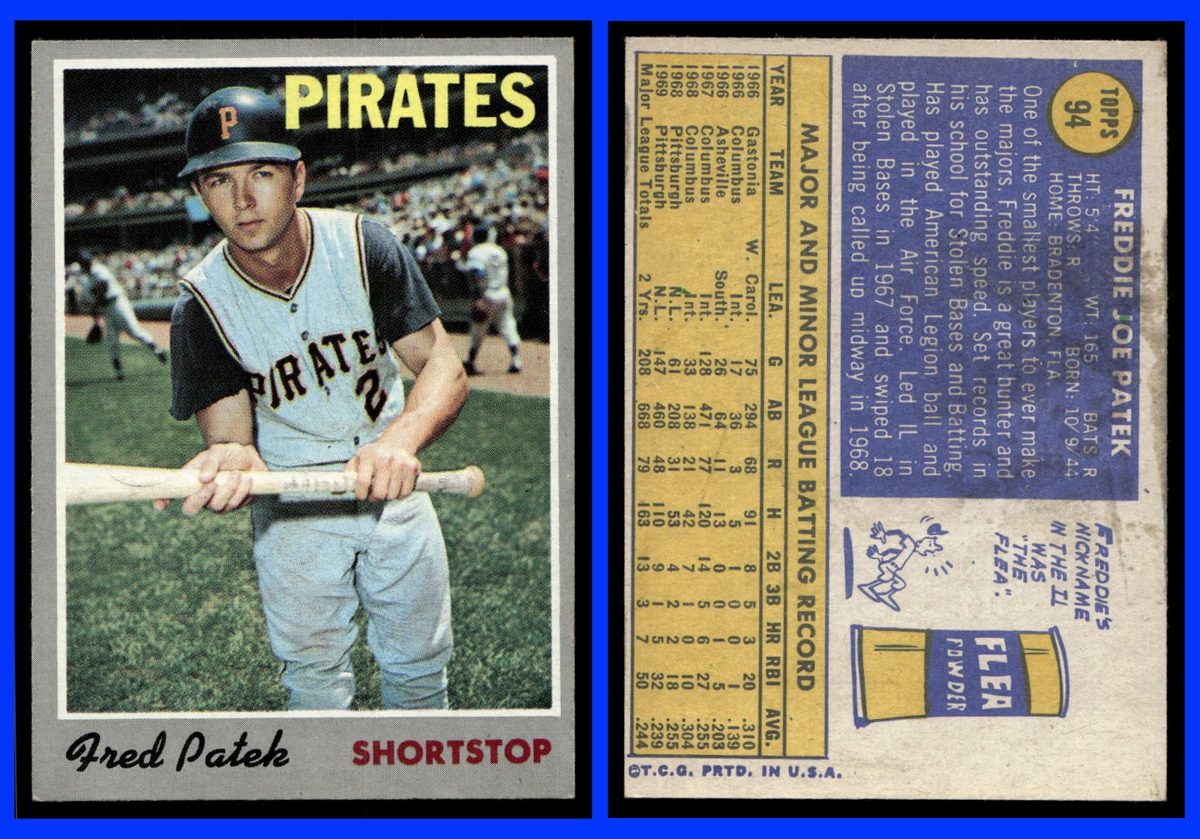 PIRATES
P
PIRATES
2
Fred Patek
SHORTSTOP
TOPPS
94
FREDDIE JOE PATEK
HT: 5'4" WT: 165 BATS: R
THROWS: R BORN: 10/9/44
HOME: BRADENTON FLA
One of the smallest players to ever make
the majors, Freddie is a great bunter and
has outstanding speed. Set records in
his school for Stolen Bases and Batting.
Has played American Legion ball and
played in the Air Force. Led IL in
Stolen Bases in 1967 and swiped 18
after being called up midway in 1968.
FREDDIE'S
NICKNAME
IN THE IL
WAS
"THE
FLEA".
FLEA
POWDER
MAJOR AND MINOR LEAGUE BATTING RECORD
YEAR TEAM LEA. G AB R H 2B 3B HR RBI AVG.
1966 Gastonia W. Carol. 75 294 68 91 8 5 3 20 .310
1966 Columbus Int. 17 36 3 5 0 0 0 1 .139
1966 Asheville South. 26 64 11 13 0 1 0 5 .203
1967 Columbus Int. 128 471 77 120 14 5 6 27 .255
1968 Columbus Int. 33 138 21 42 7 1 0 10 .304
1968 Pittsburgh N.L. 61 208 31 53 4 2 2 18 .255
1969 Pittsburgh N.L. 147 460 48 110 9 1 5 32 .239
Major League Totals 2 Yrs. 208 668 79 163 13 3 7 50 .244
©T.C.G. PRTD. IN U.S.A.